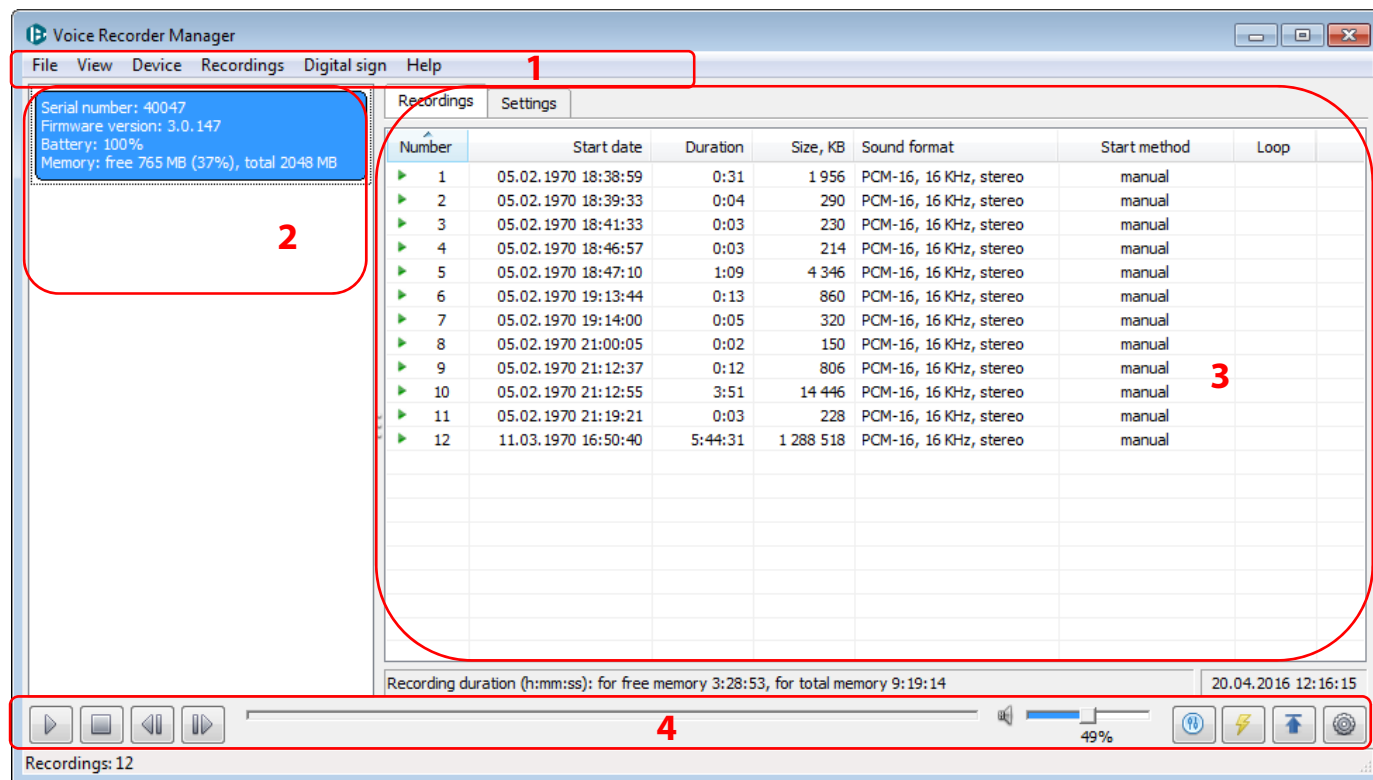 Voice Recorder Manager
File View Device Recordings Digital sign Help
1
Serial number: 40047
Firmware version: 3.0.147
Battery: 100%
Memory: free 765 MB (37%), total 2048 MB
2
Recordings Settings
Number Start date Duration Size, KB Sound format Start method Loop
1 05.02.1970 18:38:59 0:31 1 956 PCM-16, 16 KHz, stereo manual
2 05.02.1970 18:39:33 0:04 290 PCM-16, 16 KHz, stereo manual
3 05.02.1970 18:41:33 0:03 230 PCM-16, 16 KHz, stereo manual
4 05.02.1970 18:46:57 0:03 214 PCM-16, 16 KHz, stereo manual
5 05.02.1970 18:47:10 1:09 4 346 PCM-16, 16 KHz, stereo manual
6 05.02.1970 19:13:44 0:13 860 PCM-16, 16 KHz, stereo manual
7 05.02.1970 19:14:00 0:05 320 PCM-16, 16 KHz, stereo manual
8 05.02.1970 21:00:05 0:02 150 PCM-16, 16 KHz, stereo manual
9 05.02.1970 21:12:37 0:12 806 PCM-16, 16 KHz, stereo manual
10 05.02.1970 21:12:55 3:51 14 446 PCM-16, 16 KHz, stereo manual
11 05.02.1970 21:19:21 0:03 228 PCM-16, 16 KHz, stereo manual
12 11.03.1970 16:50:40 5:44:31 1 288 518 PCM-16, 16 KHz, stereo manual
3
Recording duration (h:mm:ss): for free memory 3:28:53, for total memory 9:19:14 20.04.2016 12:16:15
4
49%
Recordings: 12